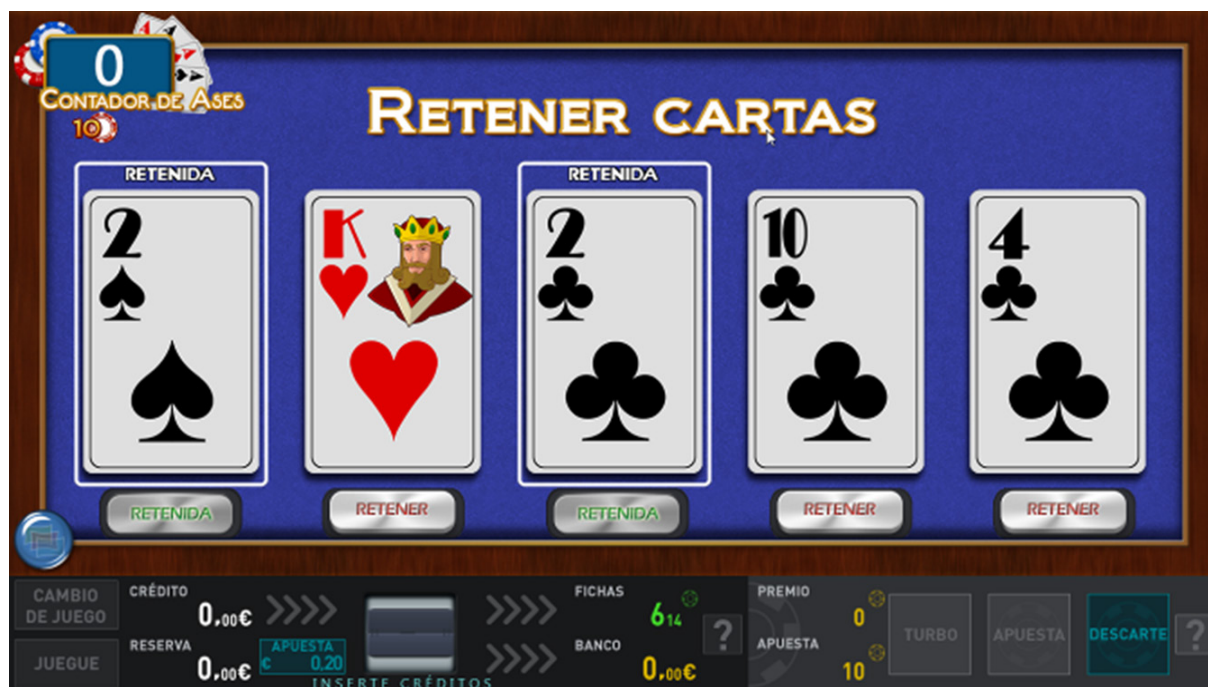 0
CONTADOR DE ASES
10
RETENER CARTAS
RETENIDA
RETENIDA
2
K
2
10
4
RETENIDA
RETENER
RETENIDA
RETENER
RETENER
CAMBIO
DE JUEGO
JUEGUE
CRÉDITO
0,00€
RESERVA
0,00€
APUESTA
€ 0,20
INSERTE CRÉDITOS
FICHAS
614
BANCO
0,00€
?
PREMIO
0
APUESTA
10
TURBO
APUESTA
DESCARTE
?